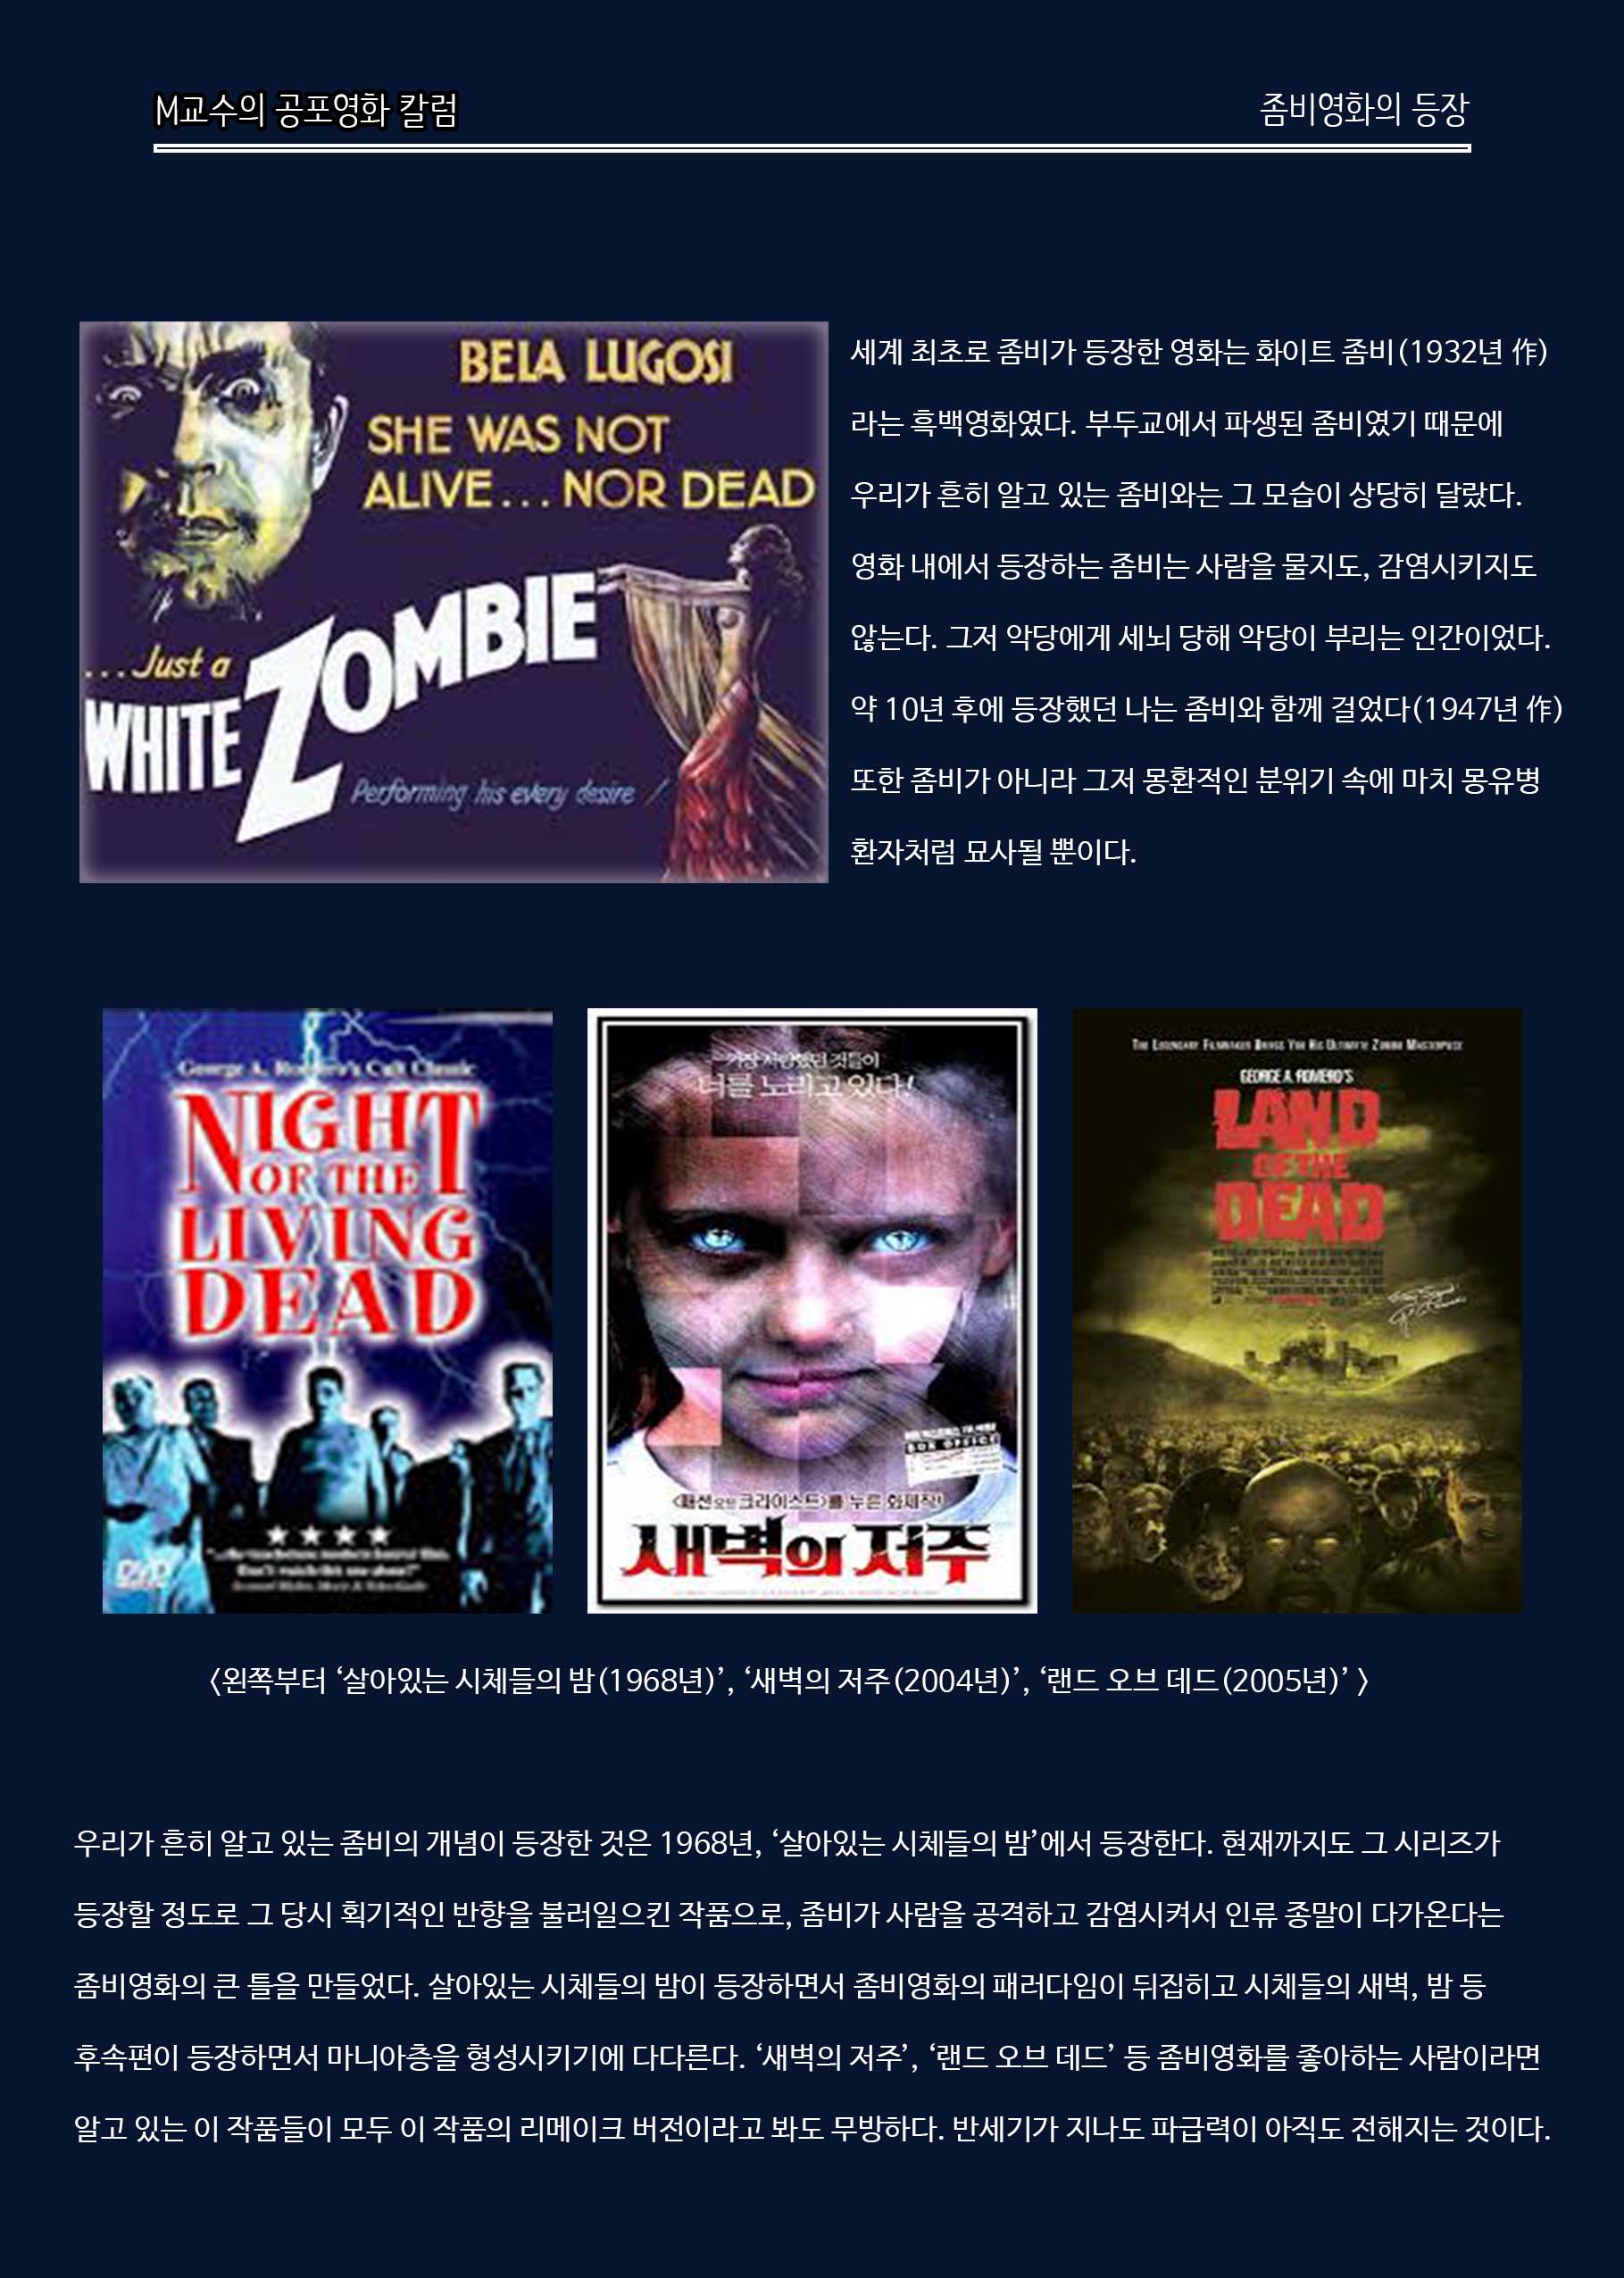 M교수의 공포영화 칼럼
좀비영화의 등장
BELA LUGOSI
SHE WAS NOT
ALIVE... NOR DEAD
...Just a
WHITE ZOMBIE
Performing his every desire!
세계 최초로 좀비가 등장한 영화는 화이트 좀비(1932년 作)
라는 흑백영화였다. 부두교에서 파생된 좀비였기 때문에
우리가 흔히 알고 있는 좀비와는 그 모습이 상당히 달랐다.
영화 내에서 등장하는 좀비는 사람을 물지도, 감염시키지도
않는다. 그저 악당에게 세뇌 당해 악당이 부리는 인간이었다.
약 10년 후에 등장했던 나는 좀비와 함께 걸었다(1947년 作)
또한 좀비가 아니라 그저 몽환적인 분위기 속에 마치 몽유병
환자처럼 묘사될 뿐이다.
George A. Romero's Cult Classic
NIGHT
OF THE
LIVING
DEAD
DVD
가장 사랑했던 것들이
너를 노리고 있다!
BOX OFFICE
<패션오브크라이스트>를 누른 화제작!
새벽의 저주
THE LEGENDARY FILMMAKER BRINGS YOU HIS ULTIMATE ZOMBIE MASTERPIECE
GEORGE A. ROMERO'S
LAND
OF THE
DEAD
<왼쪽부터 ‘살아있는 시체들의 밤(1968년)’, ‘새벽의 저주(2004년)’, ‘랜드 오브 데드(2005년)’ >
우리가 흔히 알고 있는 좀비의 개념이 등장한 것은 1968년, ‘살아있는 시체들의 밤’에서 등장한다. 현재까지도 그 시리즈가
등장할 정도로 그 당시 획기적인 반향을 불러일으킨 작품으로, 좀비가 사람을 공격하고 감염시켜서 인류 종말이 다가온다는
좀비영화의 큰 틀을 만들었다. 살아있는 시체들의 밤이 등장하면서 좀비영화의 패러다임이 뒤집히고 시체들의 새벽, 밤 등
후속편이 등장하면서 마니아층을 형성시키기에 다다른다. ‘새벽의 저주’, ‘랜드 오브 데드’ 등 좀비영화를 좋아하는 사람이라면
알고 있는 이 작품들이 모두 이 작품의 리메이크 버전이라고 봐도 무방하다. 반세기가 지나도 파급력이 아직도 전해지는 것이다.